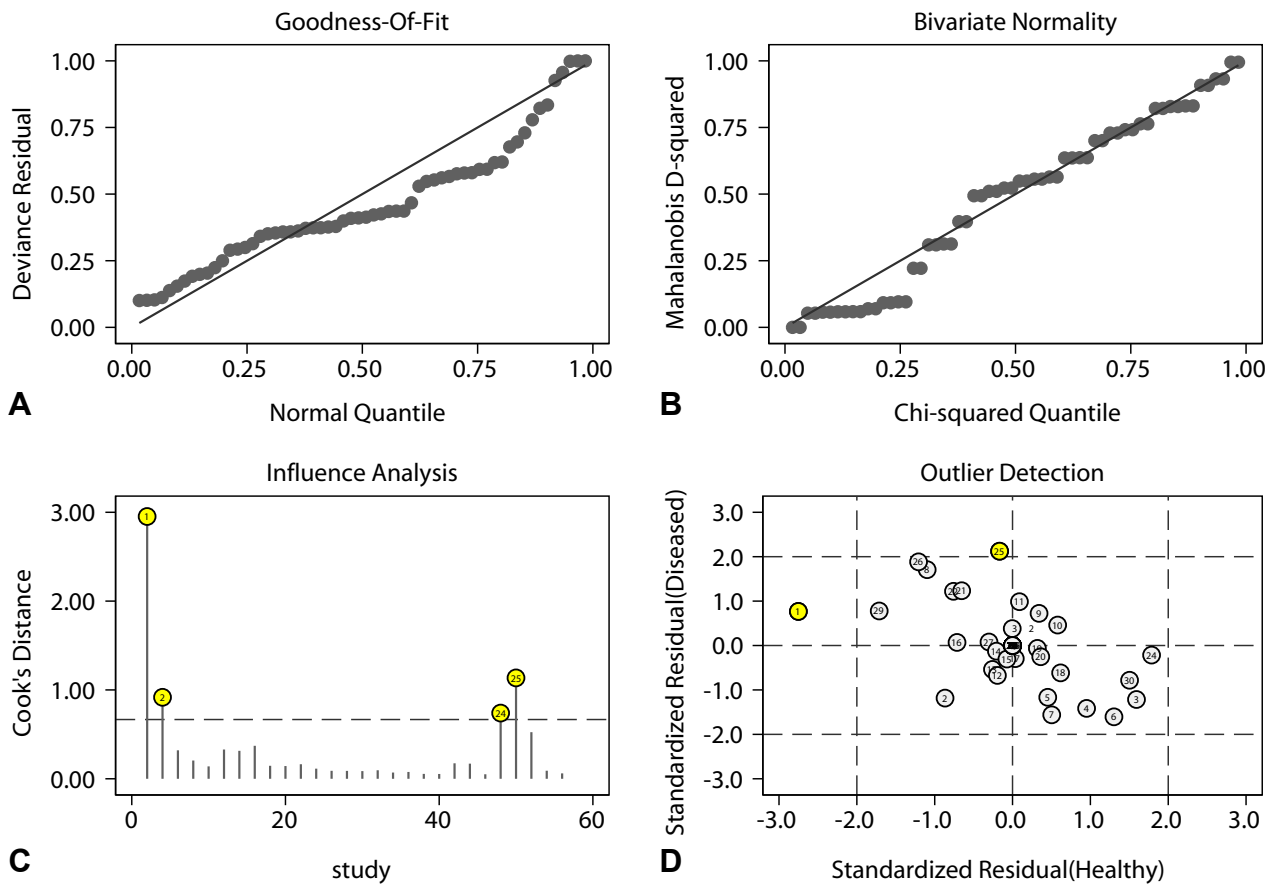 Goodness-Of-Fit
Deviance Residual
1.00
0.75
0.50
0.25
0.00
0.00 0.25 0.50 0.75 1.00
Normal Quantile
A
Bivariate Normality
Mahalanobis D-squared
1.00
0.75
0.50
0.25
0.00
0.00 0.25 0.50 0.75 1.00
Chi-squared Quantile
B
Influence Analysis
Cook's Distance
3.00
2.00
1.00
0.00
1
2
24
25
0 20 40 60
study
C
Outlier Detection
Standardized Residual(Diseased)
3.0
2.0
1.0
0.0
-1.0
-2.0
-3.0
25
26
8
21
1
29
11
9
10
3
2
16
27
14
20
24
15
12
18
30
2
5
3
4
7
6
-3.0 -2.0 -1.0 0.0 1.0 2.0 3.0
Standardized Residual(Healthy)
D